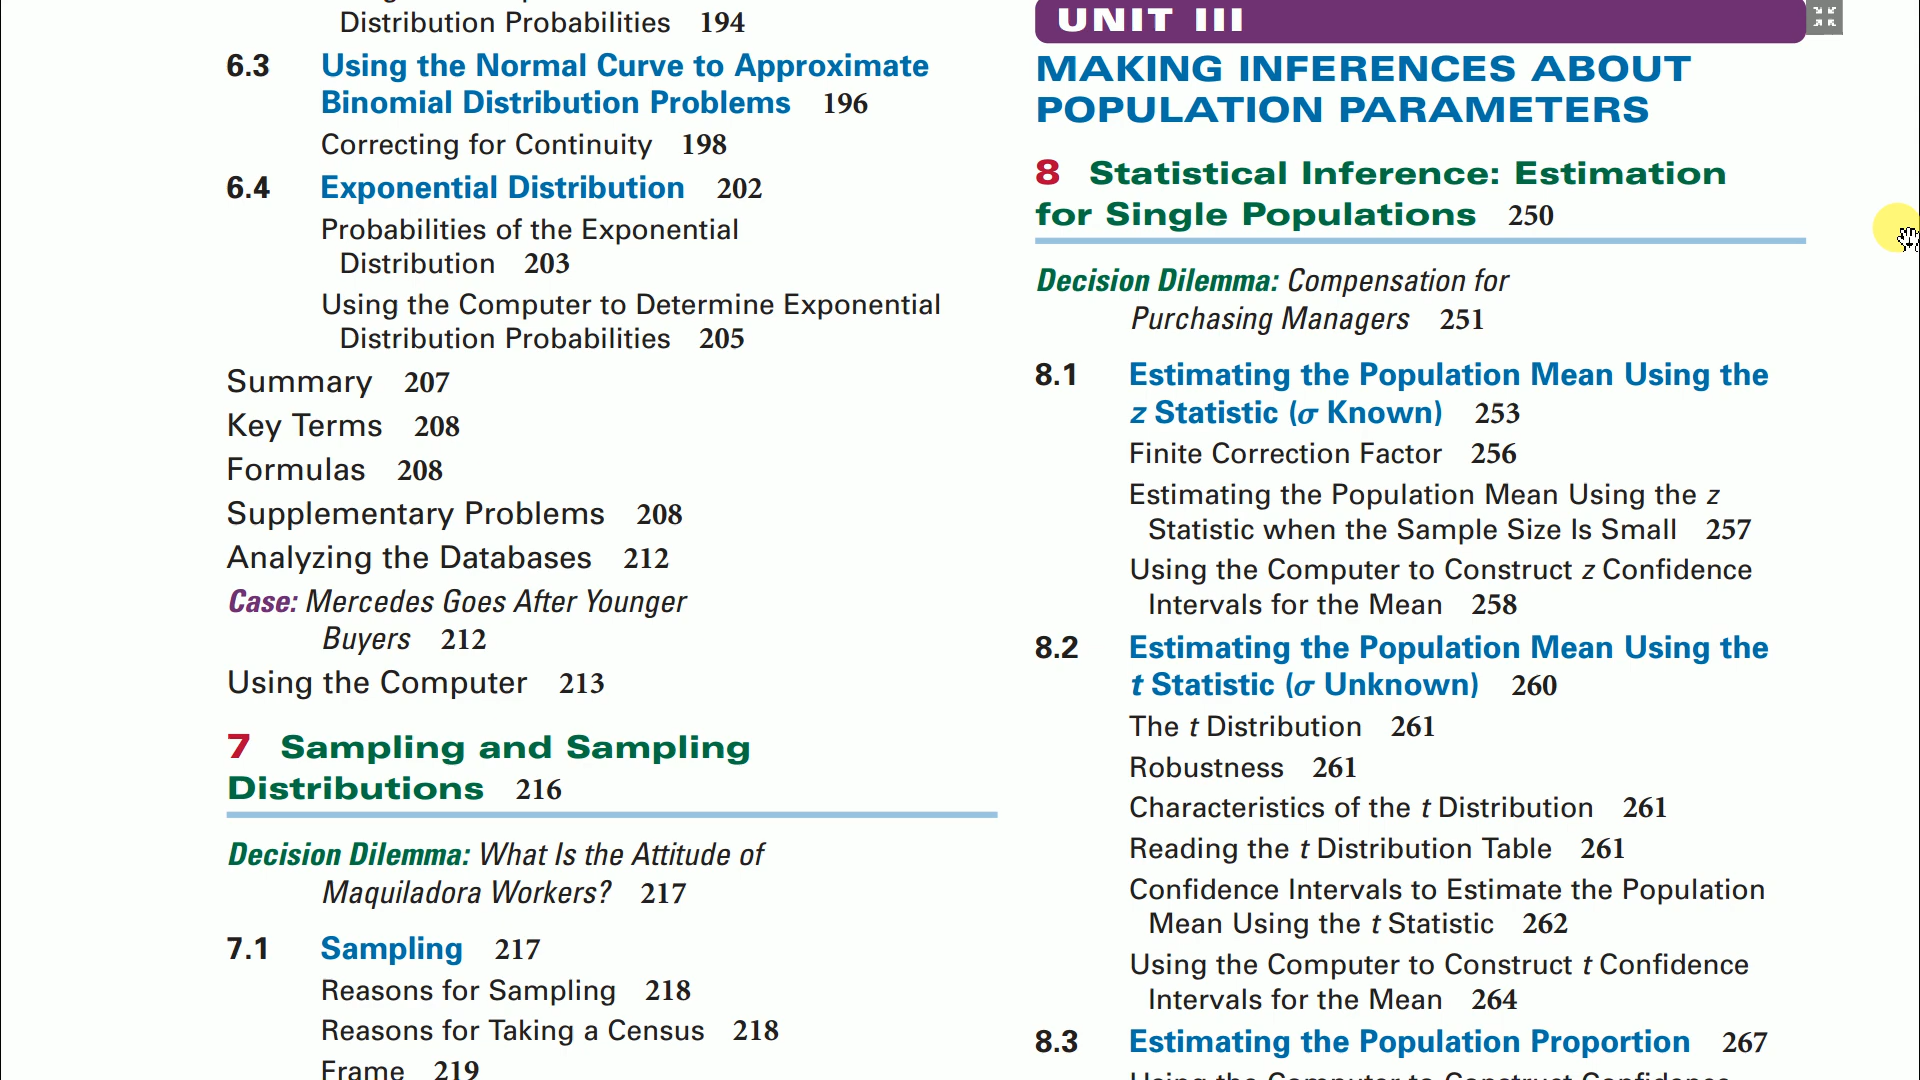 Distribution Probabilities 194
6.3 Using the Normal Curve to Approximate
Binomial Distribution Problems 196
Correcting for Continuity 198
6.4 Exponential Distribution 202
Probabilities of the Exponential
Distribution 203
Using the Computer to Determine Exponential
Distribution Probabilities 205
Summary 207
Key Terms 208
Formulas 208
Supplementary Problems 208
Analyzing the Databases 212
Case: Mercedes Goes After Younger
Buyers 212
Using the Computer 213
7 Sampling and Sampling
Distributions 216
Decision Dilemma: What Is the Attitude of
Maquiladora Workers? 217
7.1 Sampling 217
Reasons for Sampling 218
Reasons for Taking a Census 218
Frame 219
UNIT III
MAKING INFERENCES ABOUT
POPULATION PARAMETERS
8 Statistical Inference: Estimation
for Single Populations 250
Decision Dilemma: Compensation for
Purchasing Managers 251
8.1 Estimating the Population Mean Using the
z Statistic (σ Known) 253
Finite Correction Factor 256
Estimating the Population Mean Using the z
Statistic when the Sample Size Is Small 257
Using the Computer to Construct z Confidence
Intervals for the Mean 258
8.2 Estimating the Population Mean Using the
t Statistic (σ Unknown) 260
The t Distribution 261
Robustness 261
Characteristics of the t Distribution 261
Reading the t Distribution Table 261
Confidence Intervals to Estimate the Population
Mean Using the t Statistic 262
Using the Computer to Construct t Confidence
Intervals for the Mean 264
8.3 Estimating the Population Proportion 267
Using the Computer to Construct Confidence